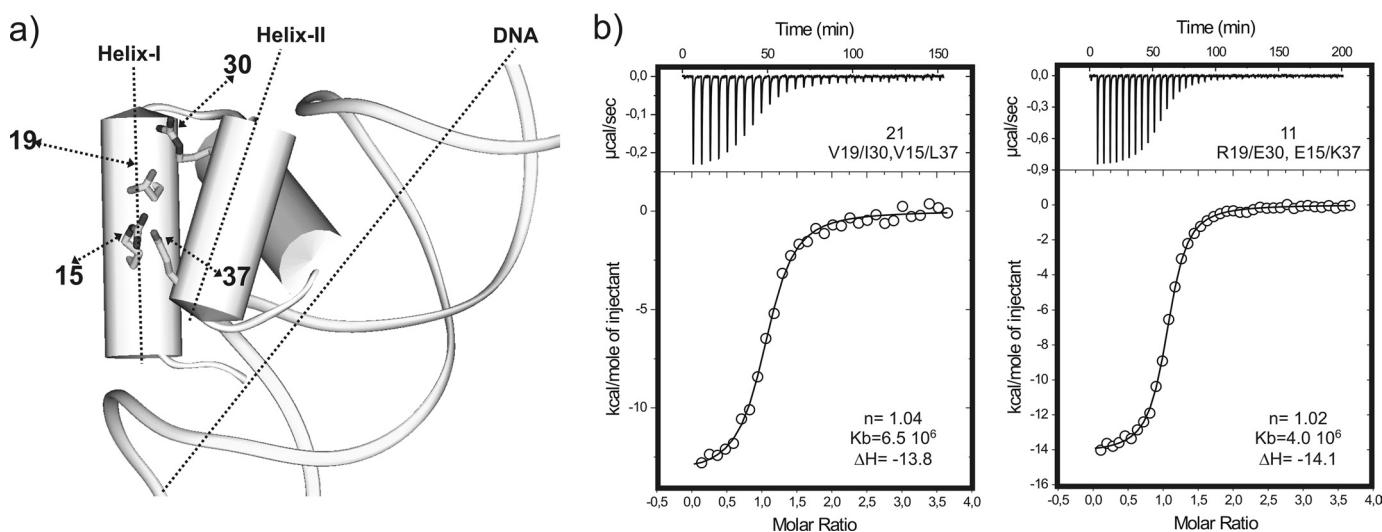 a)
Helix-I
Helix-II
DNA
30
19
15
37
b)
Time (min)
0 50 100 150
0,0
-0,1
-0,2
µcal/sec
21
V19/I30,V15/L37
0
-5
-10
kcal/mole of injectant
n= 1.04
Kb=6.5 10⁶
ΔH= -13.8
-0,5 0,0 0,5 1,0 1,5 2,0 2,5 3,0 3,5 4,0
Molar Ratio
Time (min)
0 50 100 150 200
0,0
-0,3
-0,6
-0,9
µcal/sec
11
R19/E30, E15/K37
0
-2
-4
-6
-8
-10
-12
-14
-16
kcal/mole of injectant
n= 1.02
Kb=4.0 10⁶
ΔH= -14.1
-0,5 0,0 0,5 1,0 1,5 2,0 2,5 3,0 3,5 4,0
Molar Ratio